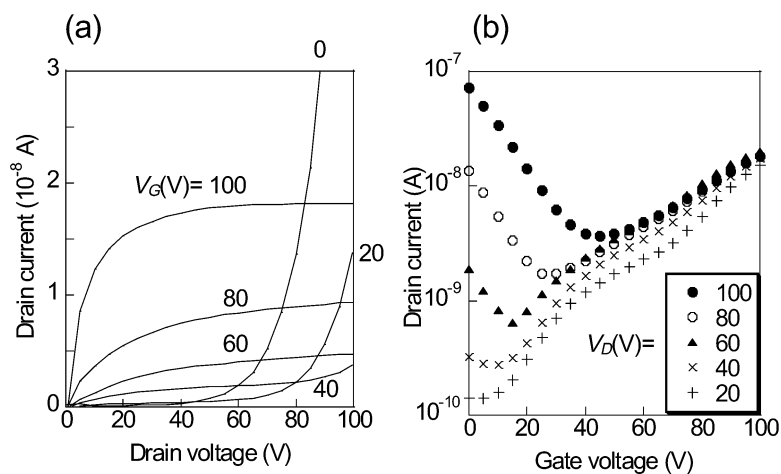 (a)
0
3
2
1
0
Drain current (10⁻⁸ A)
V_G(V)= 100
80
60
40
20
0 20 40 60 80 100
Drain voltage (V)
(b)
10⁻⁷
10⁻⁸
10⁻⁹
10⁻¹⁰
Drain current (A)
V_D(V)=
100
80
60
40
20
0 20 40 60 80 100
Gate voltage (V)